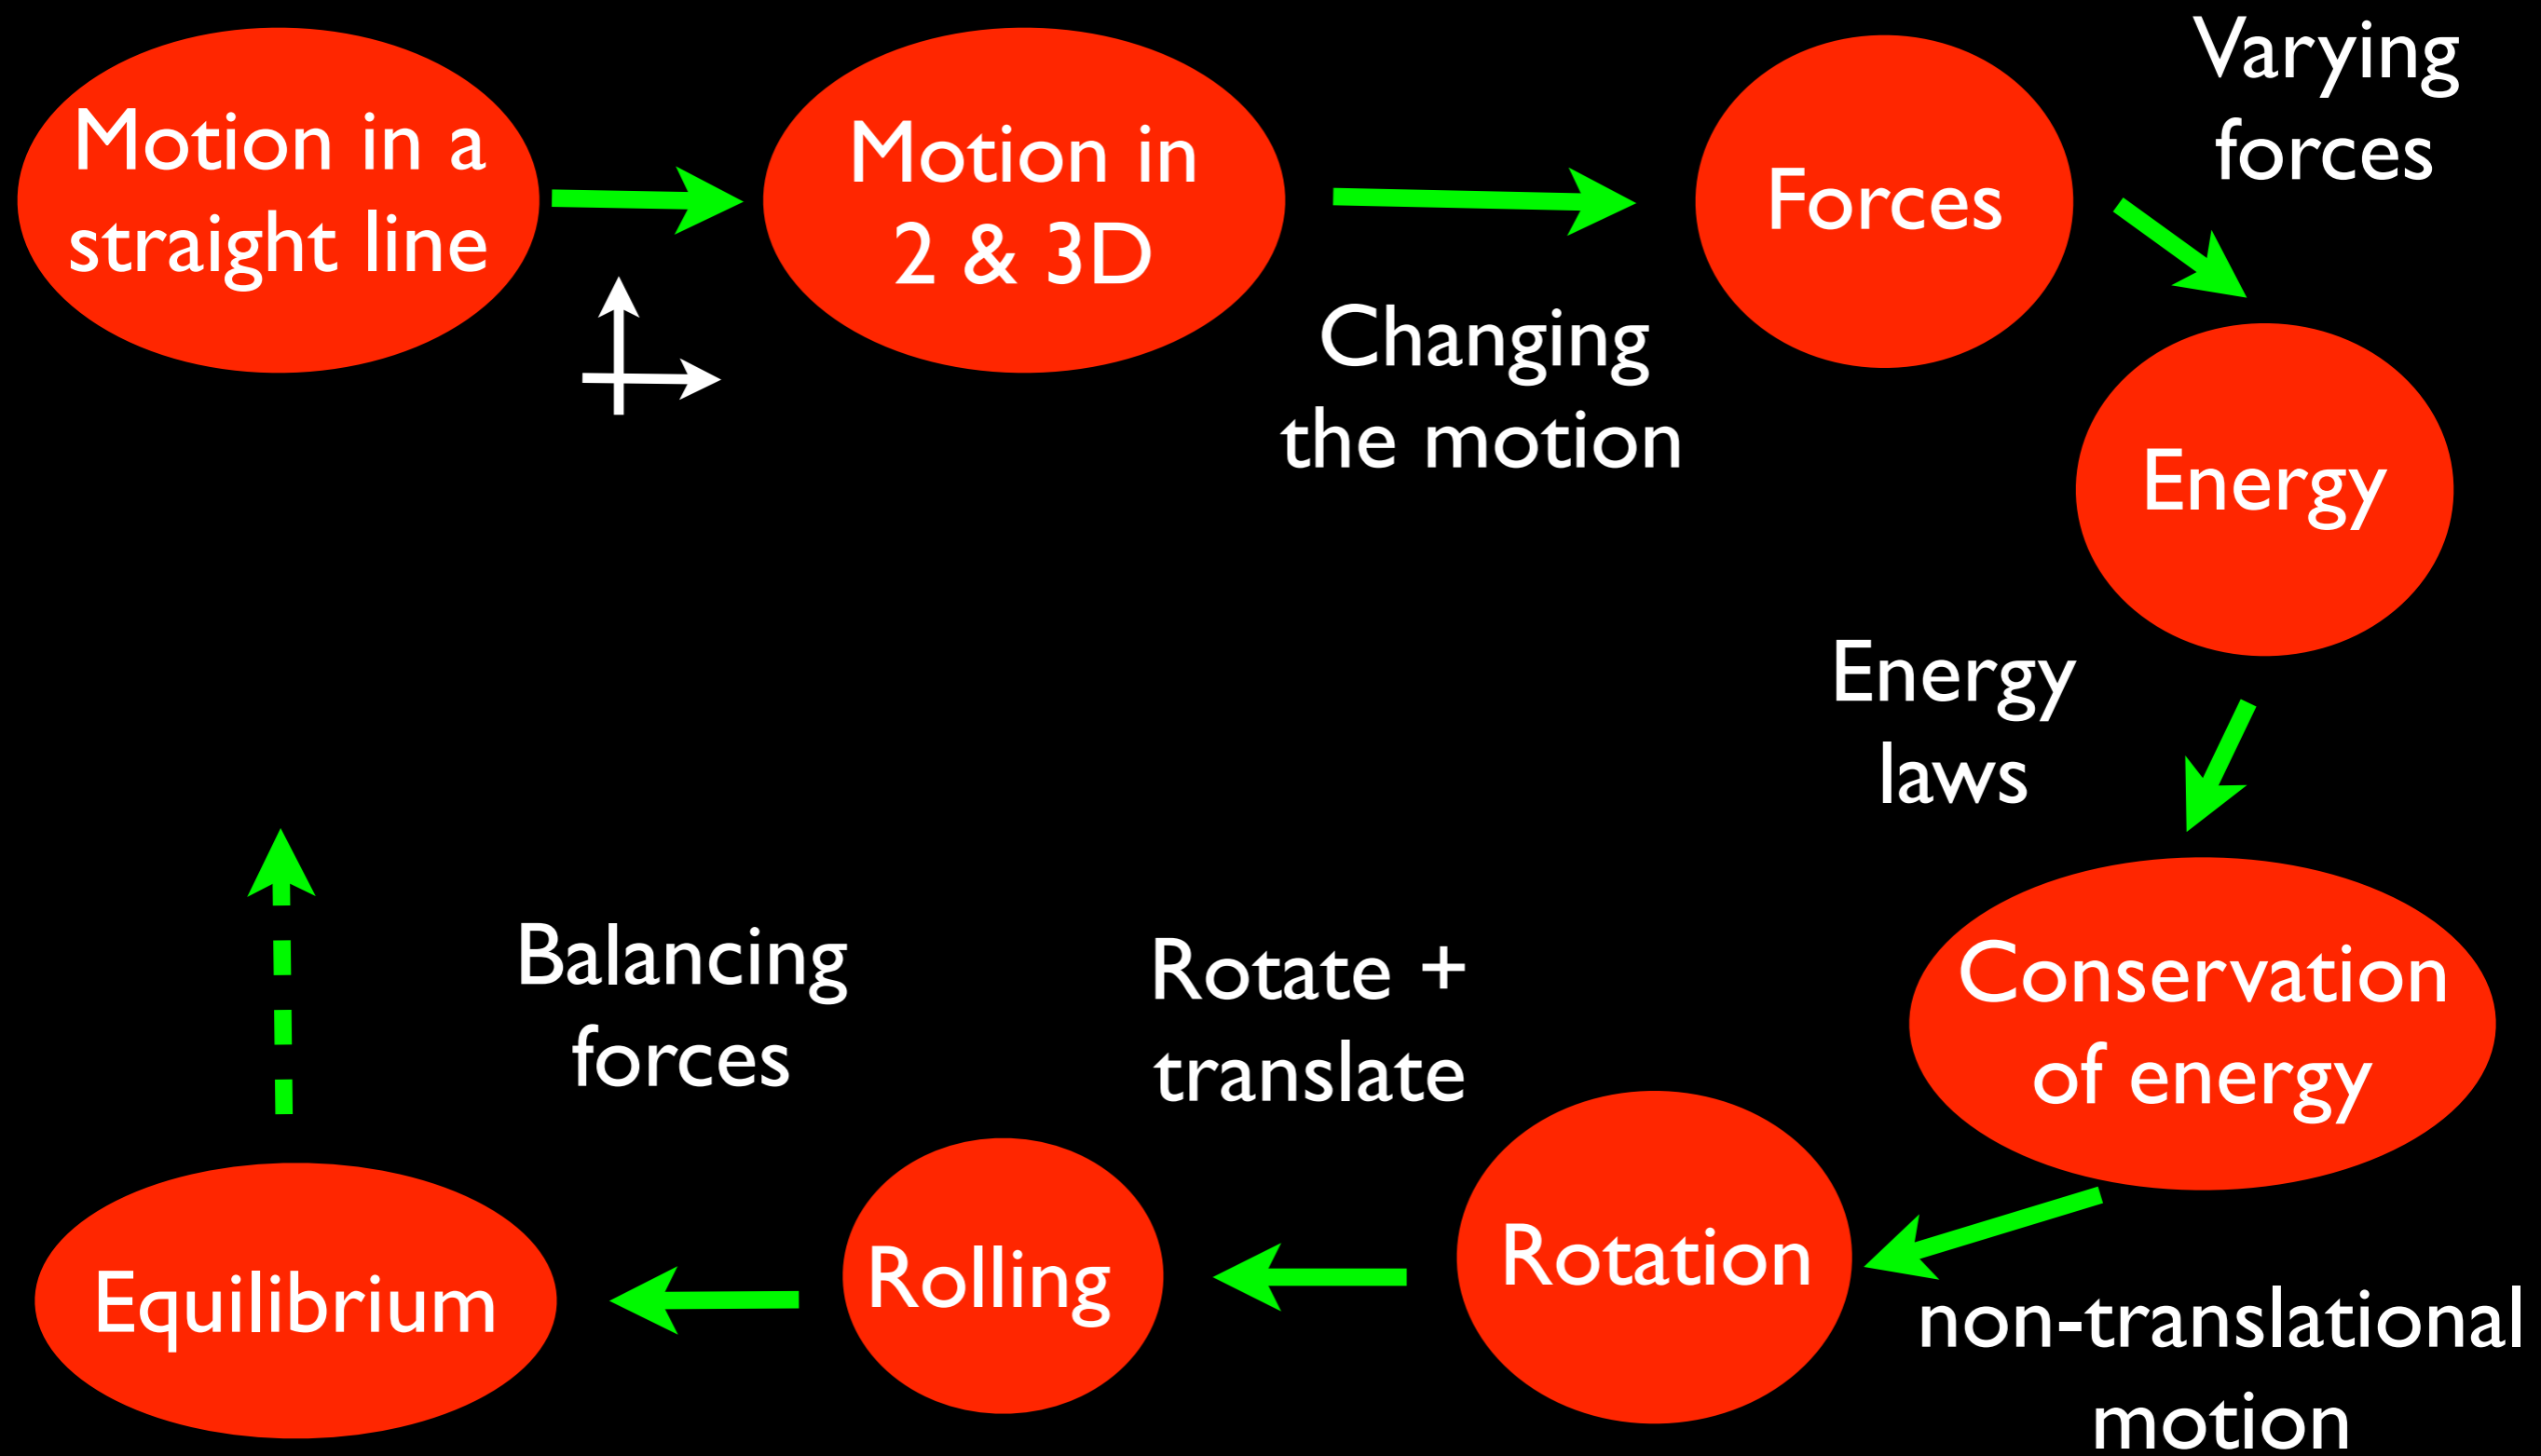 Motion in a
straight line
Motion in
2 & 3D
Changing
the motion
Forces
Varying
forces
Energy
Energy
laws
Conservation
of energy
non-translational
motion
Rotation
Rotate +
translate
Rolling
Balancing
forces
Equilibrium